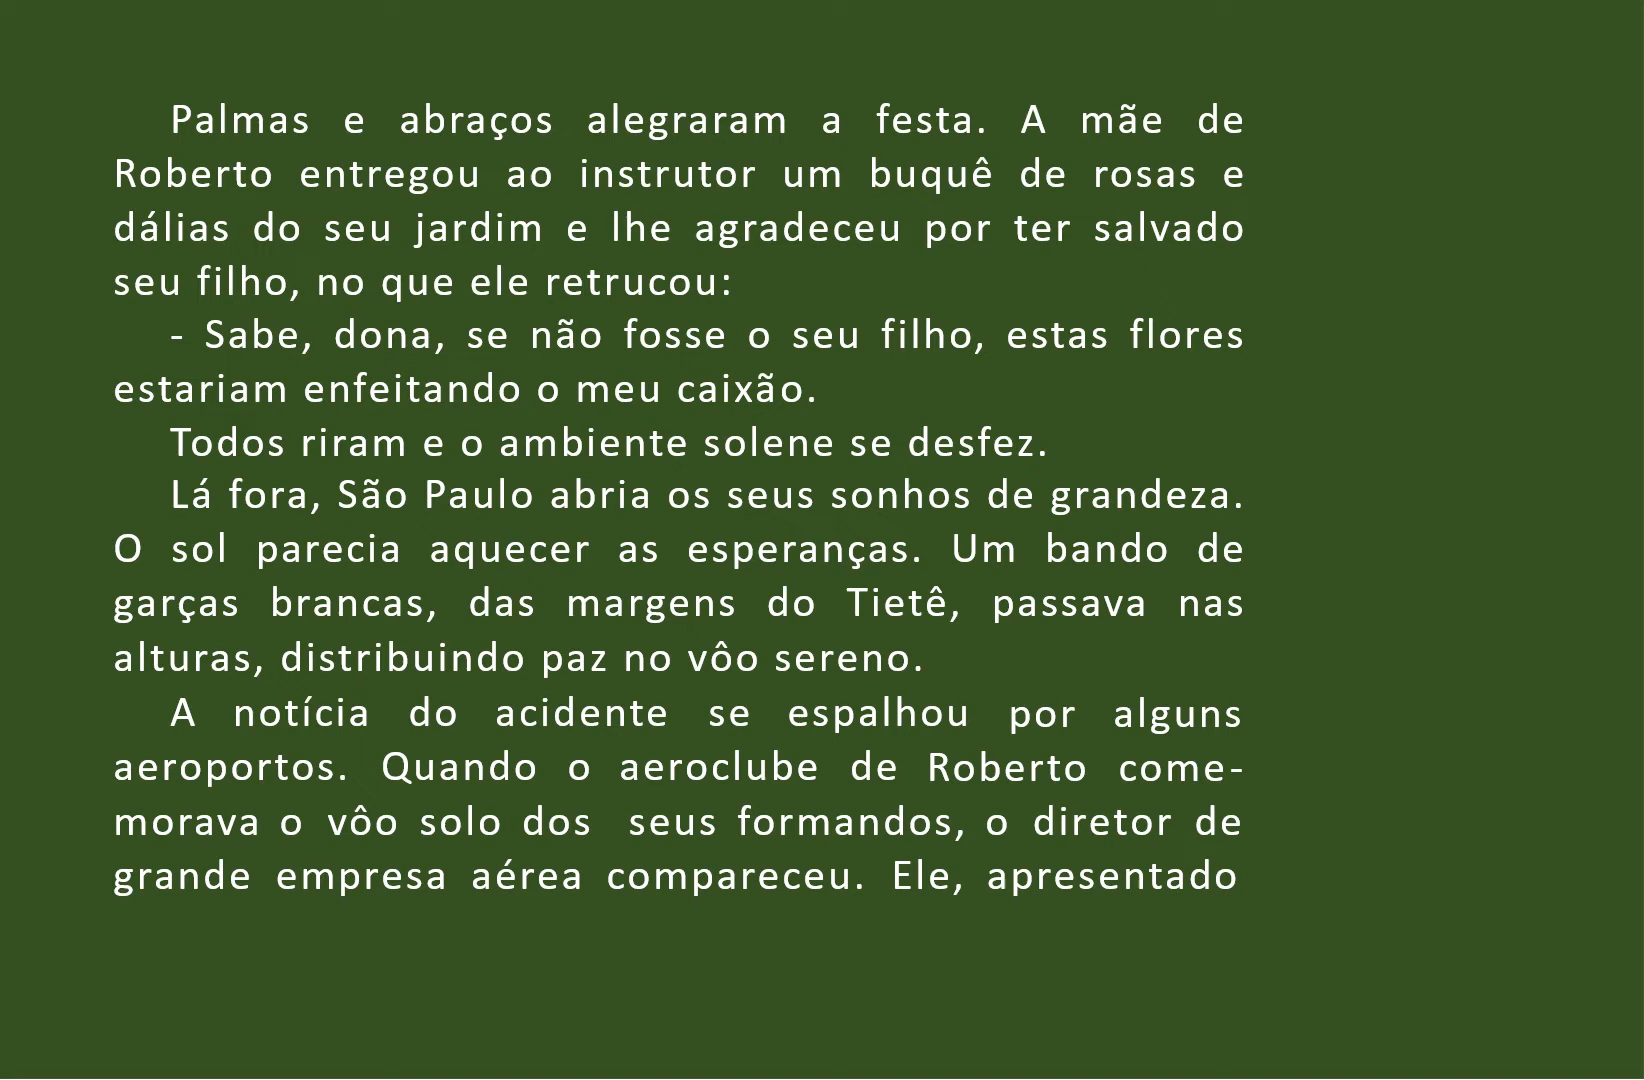 Palmas e abraços alegraram a festa. A mãe de
Roberto entregou ao instrutor um buquê de rosas e
dálias do seu jardim e lhe agradeceu por ter salvado
seu filho, no que ele retrucou:
- Sabe, dona, se não fosse o seu filho, estas flores
estariam enfeitando o meu caixão.
Todos riram e o ambiente solene se desfez.
Lá fora, São Paulo abria os seus sonhos de grandeza.
O sol parecia aquecer as esperanças. Um bando de
garças brancas, das margens do Tietê, passava nas
alturas, distribuindo paz no vôo sereno.
A notícia do acidente se espalhou por alguns
aeroportos. Quando o aeroclube de Roberto come-
morava o vôo solo dos seus formandos, o diretor de
grande empresa aérea compareceu. Ele, apresentado